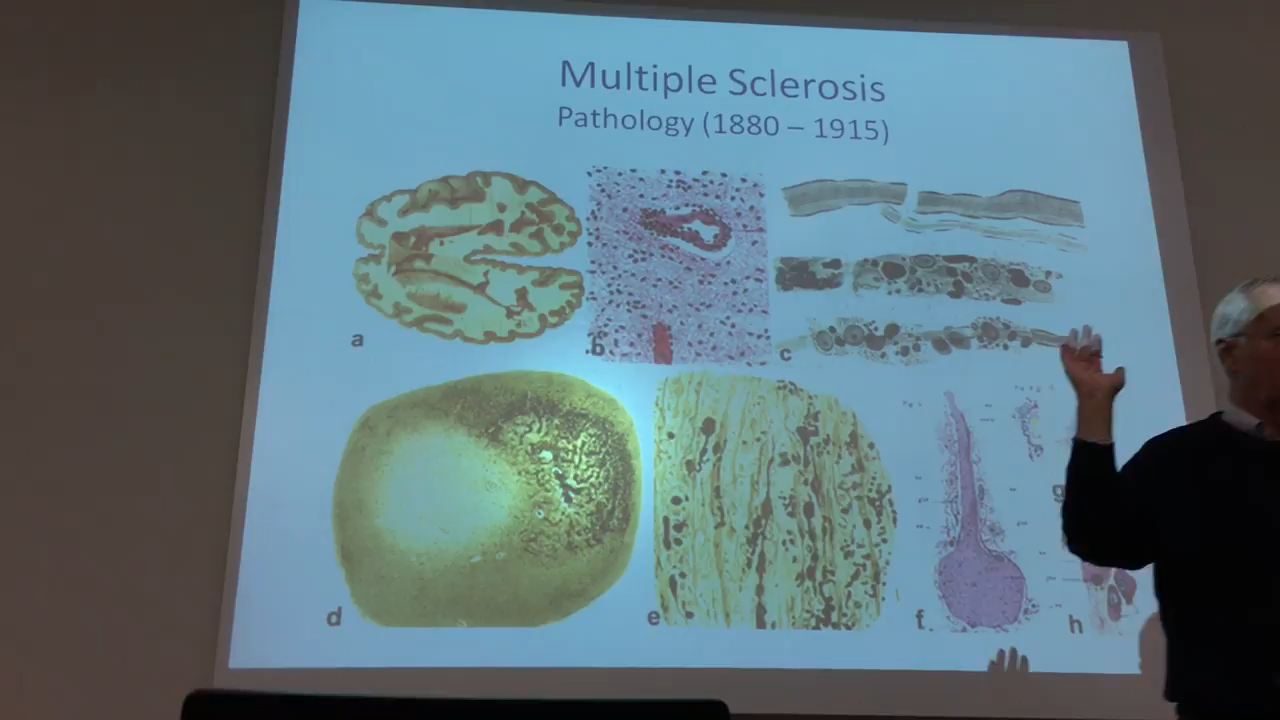 Multiple Sclerosis
Pathology (1880 – 1915)
a
b
c
d
e
f.
g
h